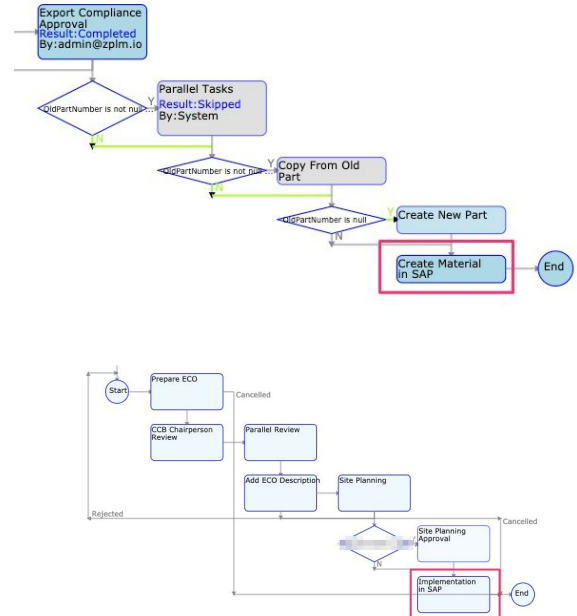 Export Compliance
Approval
Result:Completed
By:admin@zplm.io
OldPartNumber is not null ...
Y
Parallel Tasks
Result:Skipped
By:System
N
OldPartNumber is not null ...
Y
Copy From Old
Part
N
OldPartNumber is null
Y
Create New Part
N
Create Material
in SAP
End
Start
Prepare ECO
Cancelled
CCB Chairperson
Review
Parallel Review
Add ECO Description
Site Planning
Rejected
Cancelled
Site Planning
Approval
N
Implementation
in SAP
End